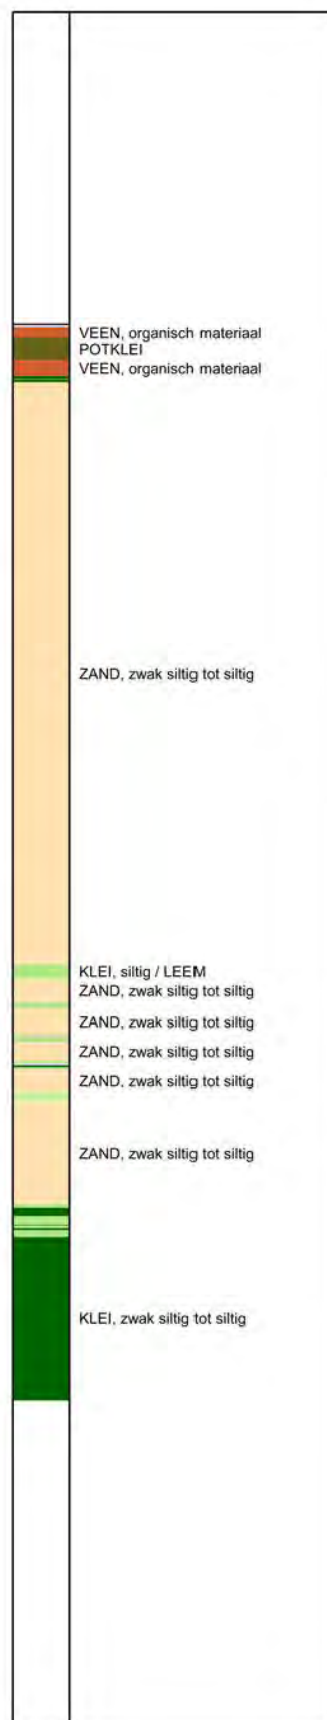 VEEN, organisch materiaal
POTKLEI
VEEN, organisch materiaal
ZAND, zwak siltig tot siltig
KLEI, siltig / LEEM
ZAND, zwak siltig tot siltig
ZAND, zwak siltig tot siltig
ZAND, zwak siltig tot siltig
ZAND, zwak siltig tot siltig
ZAND, zwak siltig tot siltig
KLEI, zwak siltig tot siltig